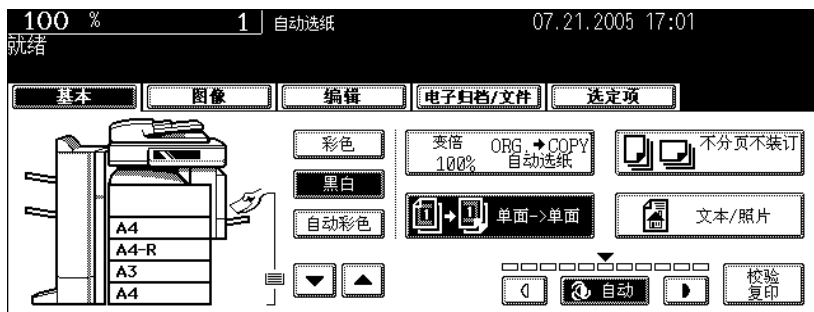 100 % 1 自动选纸 07.21.2005 17:01
就绪
基本 图像 编辑 电子归档/文件 选定项
彩色
黑白
自动彩色
变倍 ORG.➔COPY
100% 自动选纸
不分页不装订
1➔1 单面->单面
文本/照片
A4
A4-R
A3
A4
自动
校验
复印